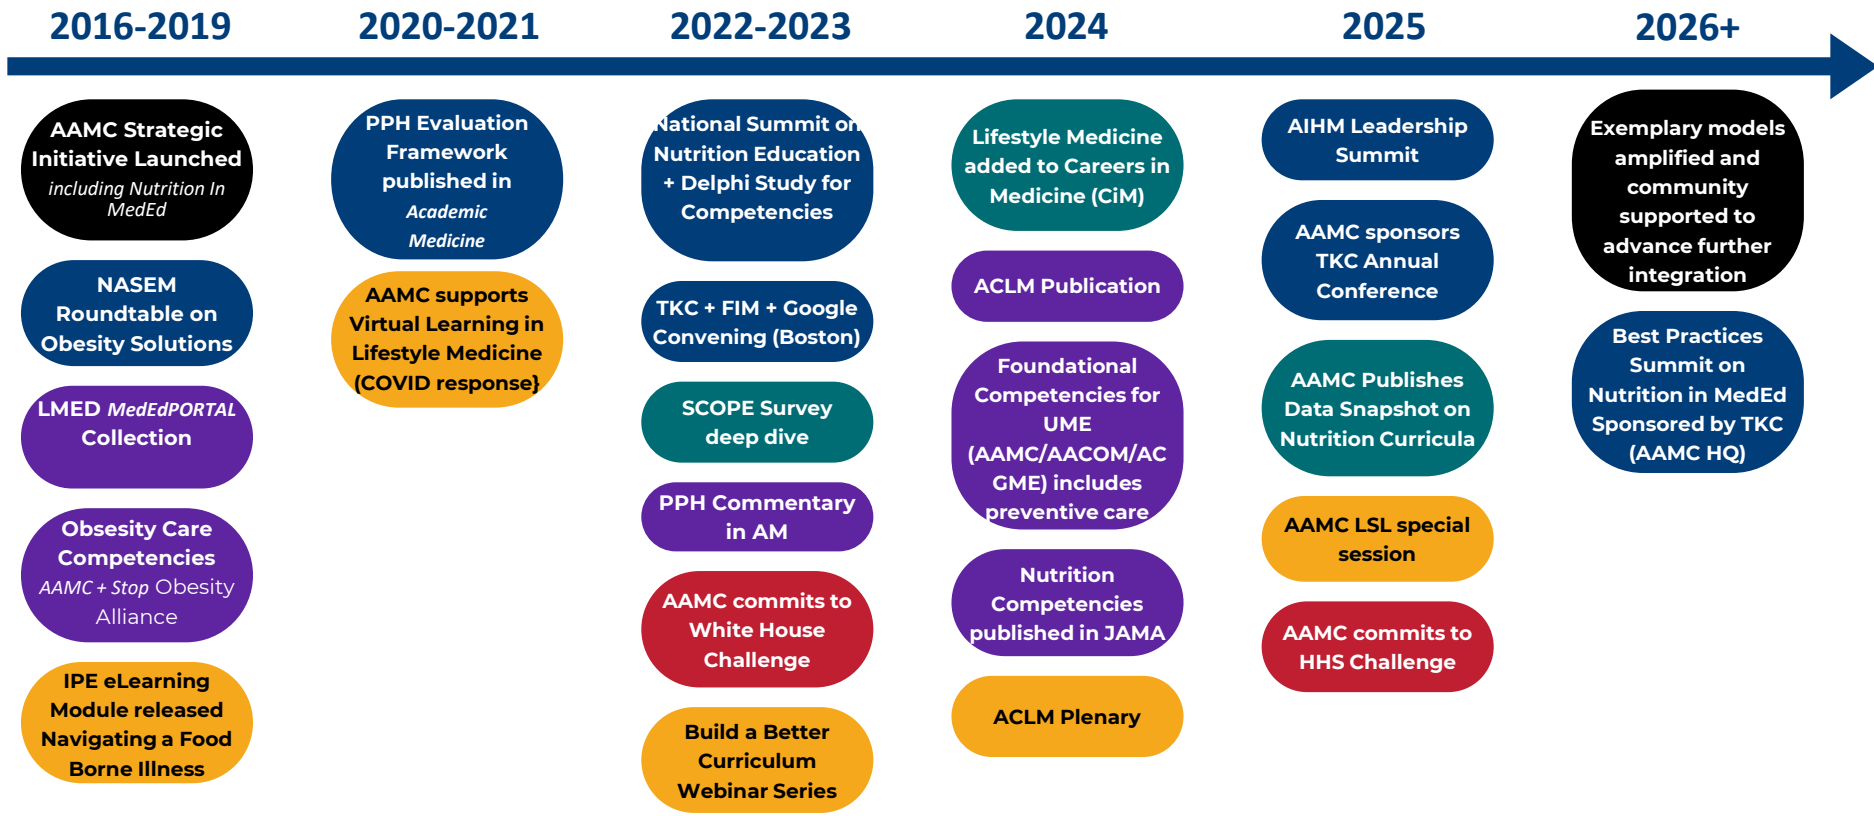 2016-2019
2020-2021
2022-2023
2024
2025
2026+
AAMC Strategic
Initiative Launched
including Nutrition In
MedEd
NASEM
Roundtable on
Obesity Solutions
LMED MedEdPORTAL
Collection
Obsesity Care
Competencies
AAMC + Stop Obesity
Alliance
IPE eLearning
Module released
Navigating a Food
Borne Illness
PPH Evaluation
Framework
published in
Academic
Medicine
AAMC supports
Virtual Learning in
Lifestyle Medicine
(COVID response}
National Summit on
Nutrition Education
+ Delphi Study for
Competencies
TKC + FIM + Google
Convening (Boston)
SCOPE Survey
deep dive
PPH Commentary
in AM
AAMC commits to
White House
Challenge
Build a Better
Curriculum
Webinar Series
Lifestyle Medicine
added to Careers in
Medicine (CiM)
ACLM Publication
Foundational
Competencies for
UME
(AAMC/AACOM/AC
GME) includes
preventive care
Nutrition
Competencies
published in JAMA
ACLM Plenary
AIHM Leadership
Summit
AAMC sponsors
TKC Annual
Conference
AAMC Publishes
Data Snapshot on
Nutrition Curricula
AAMC LSL special
session
AAMC commits to
HHS Challenge
Exemplary models
amplified and
community
supported to
advance further
integration
Best Practices
Summit on
Nutrition in MedEd
Sponsored by TKC
(AAMC HQ)